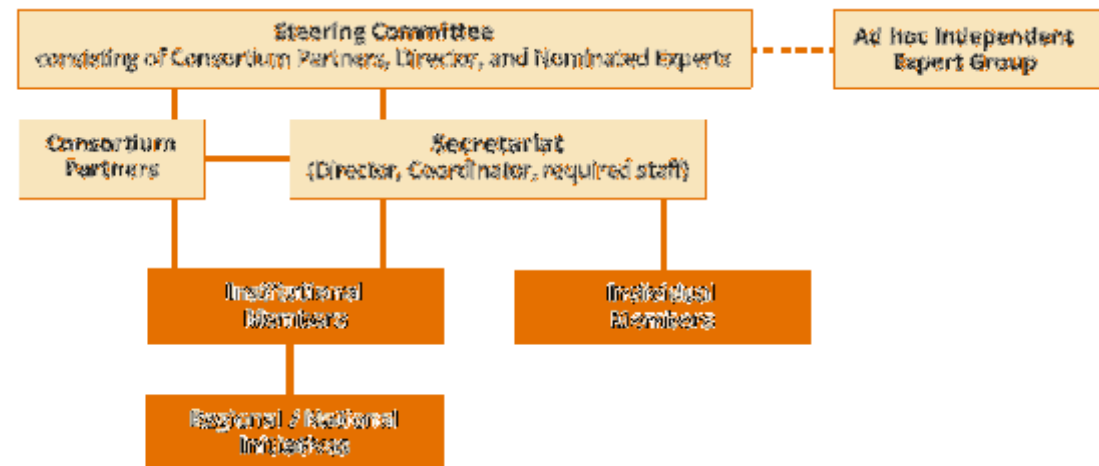 Steering Committee
consisting of Consortium Partners, Director, and Nominated Experts
Ad hoc Independent
Expert Group
Consortium
Partners
Secretariat
(Director, Coordinator, required staff)
Institutional
Members
Individual
Members
Regional / National
Initiatives